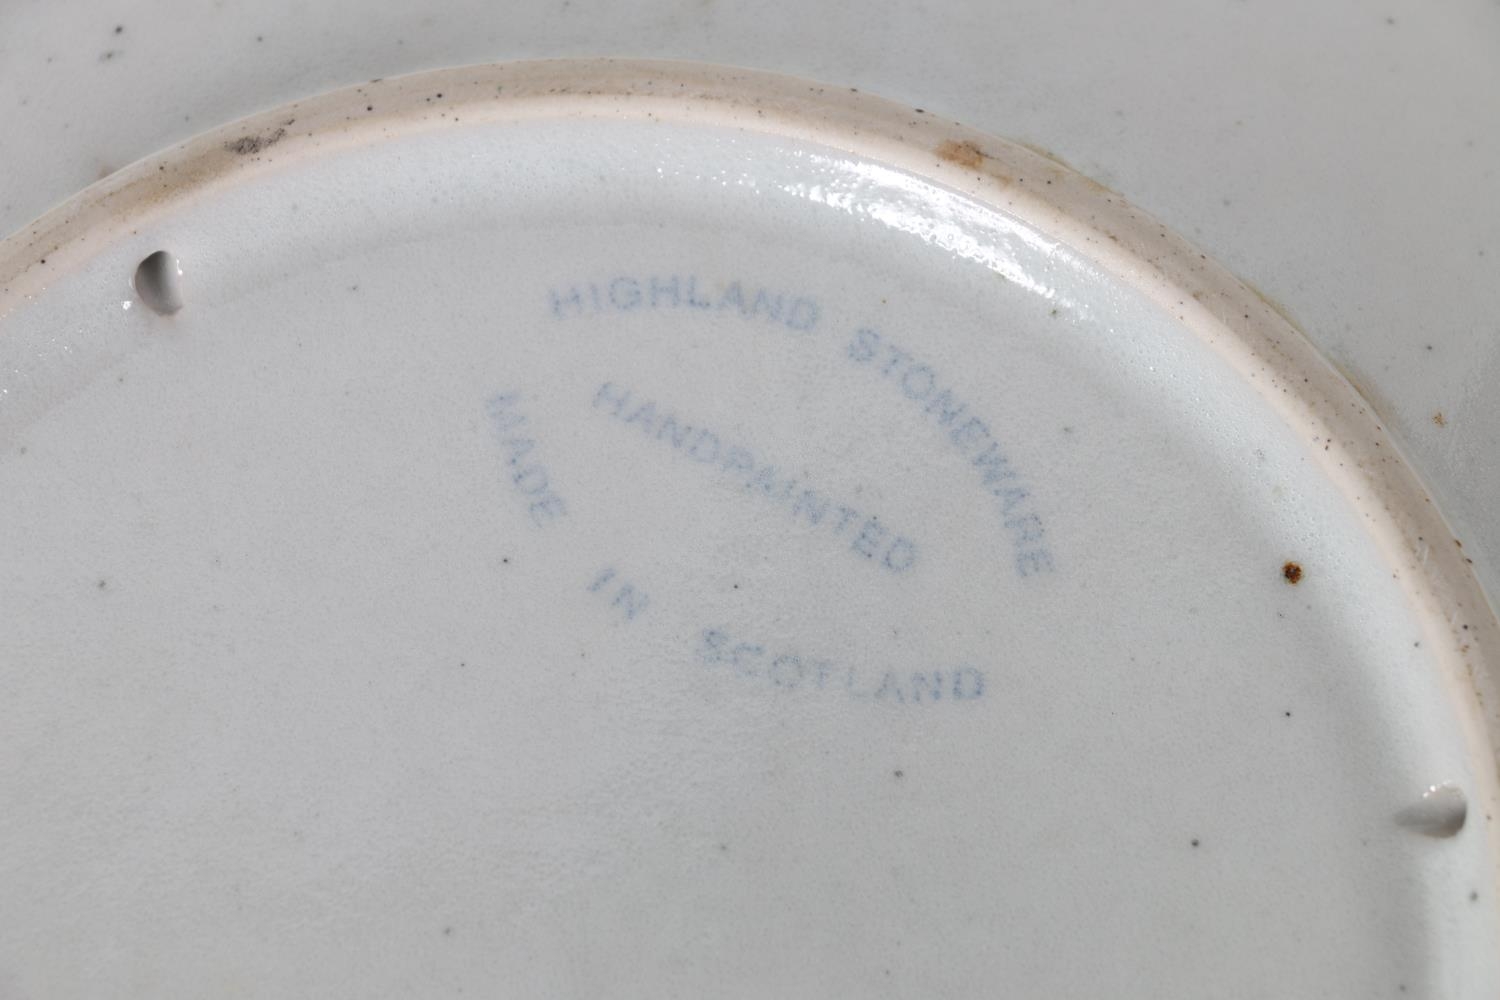 HIGHLAND STONEWARE
HANDPAINTED
MADE IN SCOTLAND